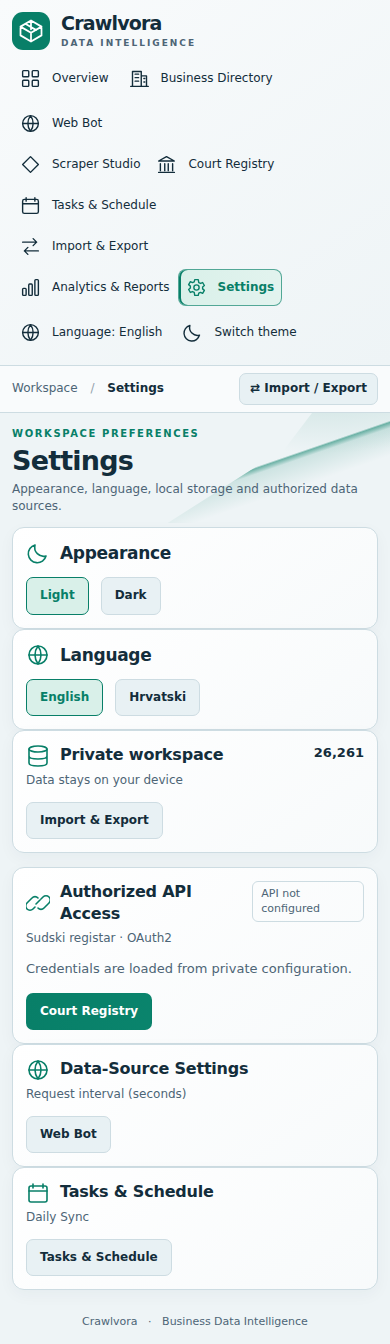 Crawlvora
DATA INTELLIGENCE
Overview
Business Directory
Web Bot
Scraper Studio
Court Registry
Tasks & Schedule
Import & Export
Analytics & Reports
Settings
Language: English
Switch theme
Workspace / Settings
⇄ Import / Export
WORKSPACE PREFERENCES
Settings
Appearance, language, local storage and authorized data
sources.
Appearance
Light
Dark
Language
English
Hrvatski
Private workspace
26,261
Data stays on your device
Import & Export
Authorized API
Access
API not
configured
Sudski registar · OAuth2
Credentials are loaded from private configuration.
Court Registry
Data-Source Settings
Request interval (seconds)
Web Bot
Tasks & Schedule
Daily Sync
Tasks & Schedule
Crawlvora · Business Data Intelligence